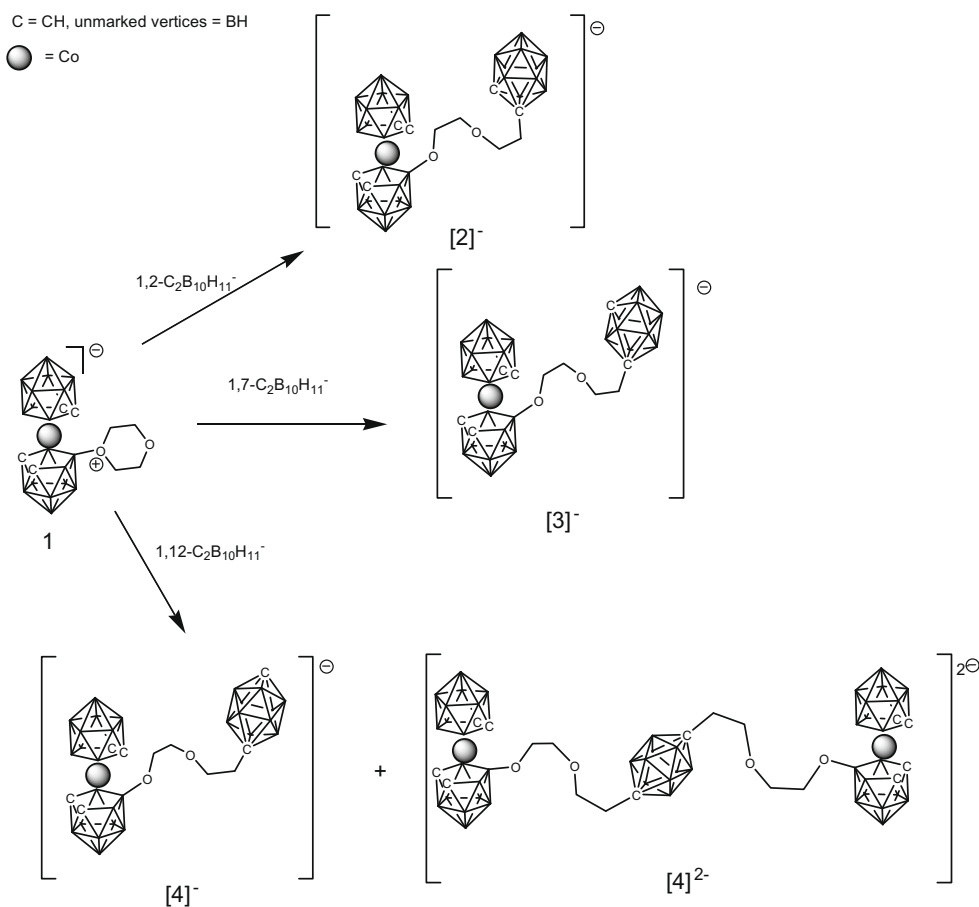 C = CH, unmarked vertices = BH
= Co
⊖
C
C
C
C
O
O
C
C
[2]⁻
1,2-C₂B₁₀H₁₁⁻
⊖
C
C
C
C
O
O
C
C
[3]⁻
1,7-C₂B₁₀H₁₁⁻
⊖
C
C
C
C
O
⊕
O
1
1,12-C₂B₁₀H₁₁⁻
⊖
C
C
C
C
O
O
C
C
[4]⁻
+
2⊖
C
C
C
C
O
O
C
C
O
O
C
C
C
C
[4]²⁻